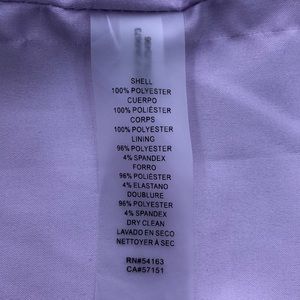 SHELL
100% POLYESTER
CUERPO
100% POLIÉSTER
CORPS
100% POLYESTER
LINING
96% POLYESTER
4% SPANDEX
FORRO
96% POLIÉSTER
4% ELASTANO
DOUBLURE
96% POLYESTER
4% SPANDEX
DRY CLEAN
LAVADO EN SECO
NETTOYER À SEC
RN#54163
CA#57151